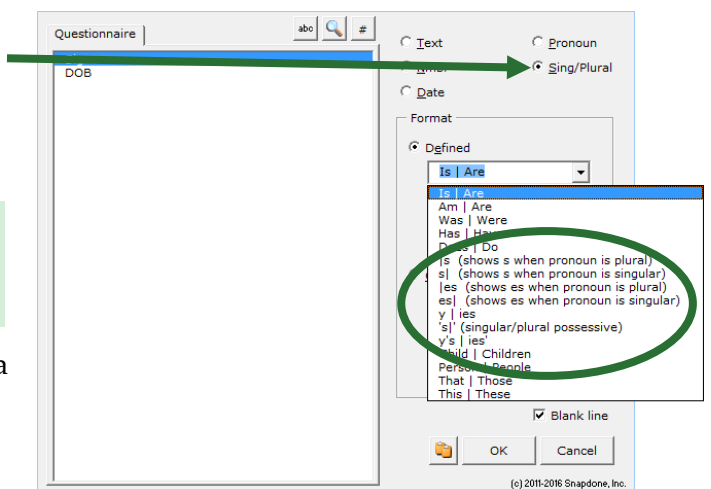 Questionnaire
abc
#
Text
Pronoun
Sing/Plural
DOB
Date
Format
Defined
Is | Are
Is | Are
Am | Are
Was | Were
Has | Have
Does | Do
|s (shows s when pronoun is plural)
s| (shows s when pronoun is singular)
|es (shows es when pronoun is plural)
es| (shows es when pronoun is singular)
y | ies
's|' (singular/plural possessive)
y's | ies'
Child | Children
Person | People
That | Those
This | These
a
Blank line
OK
Cancel
(c) 2011-2016 Snapdone, Inc.